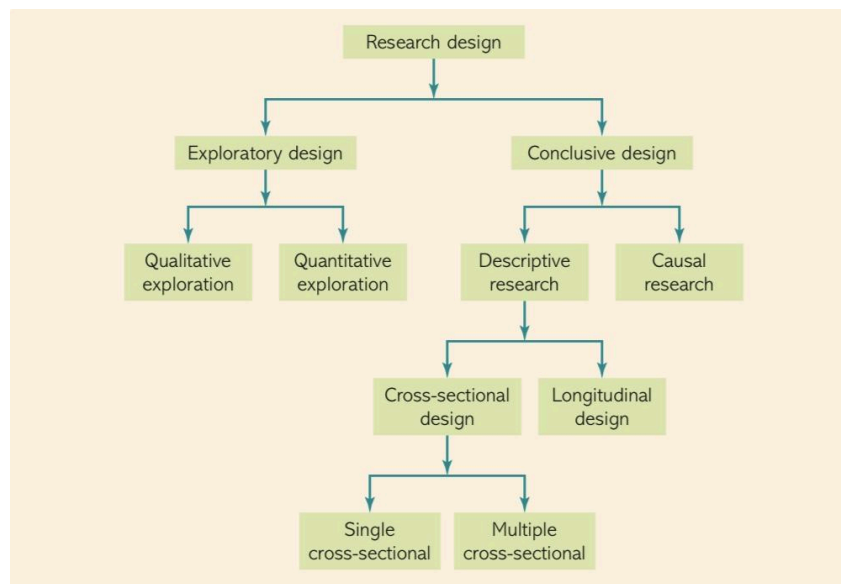 Research design
Exploratory design
Conclusive design
Qualitative
exploration
Quantitative
exploration
Descriptive
research
Causal
research
Cross-sectional
design
Longitudinal
design
Single
cross-sectional
Multiple
cross-sectional